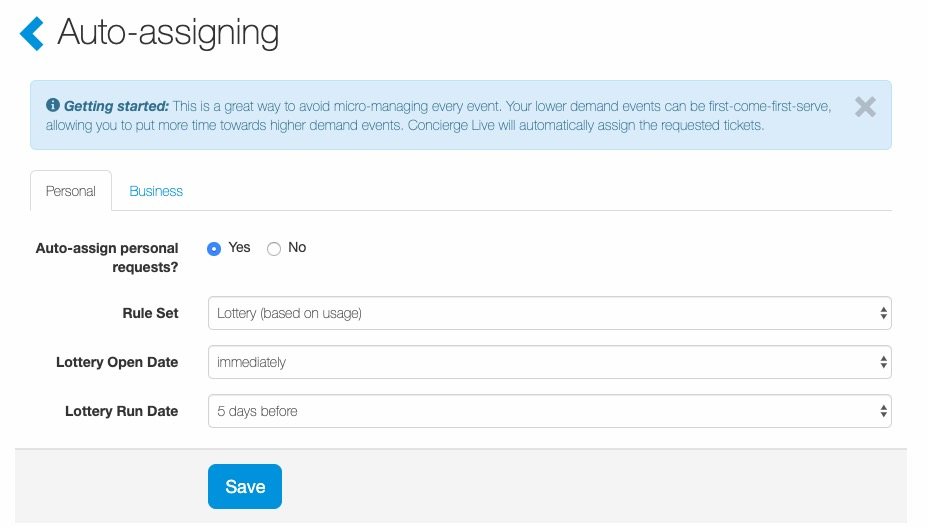 Auto-assigning
Getting started: This is a great way to avoid micro-managing every event. Your lower demand events can be first-come-first-serve,
allowing you to put more time towards higher demand events. Concierge Live will automatically assign the requested tickets.
Personal Business
Auto-assign personal
requests?
Yes No
Rule Set Lottery (based on usage)
Lottery Open Date immediately
Lottery Run Date 5 days before
Save